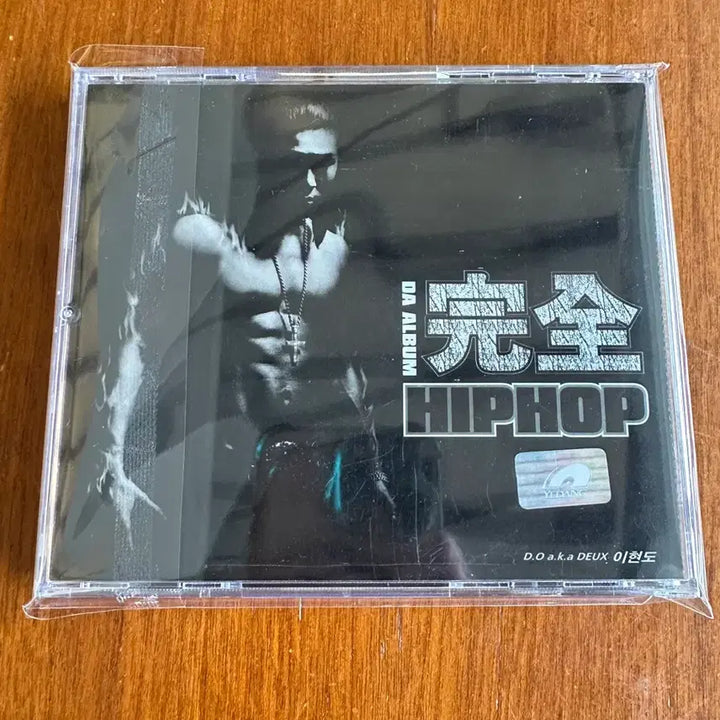 DA ALBUM
完全
HIPHOP
YEDANG
D.O a.k.a DEUX 이현도